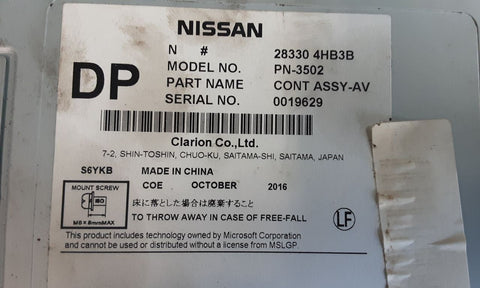 NISSAN
N # 28330 4HB3B
DP
MODEL NO. PN-3502
PART NAME CONT ASSY-AV
SERIAL NO. 0019629
Clarion Co.,Ltd.
7-2, SHIN-TOSHIN, CHUO-KU, SAITAMA-SHI, SAITAMA, JAPAN
S6YKB MADE IN CHINA
MOUNT SCREW COE OCTOBER 2016
床に落とした場合は廃棄すること
TO THROW AWAY IN CASE OF FREE-FALL
LF
M5×8mmMAX
This product includes technology owned by Microsoft Corporation
and cannot be used or distributed without a license from MSLGP.